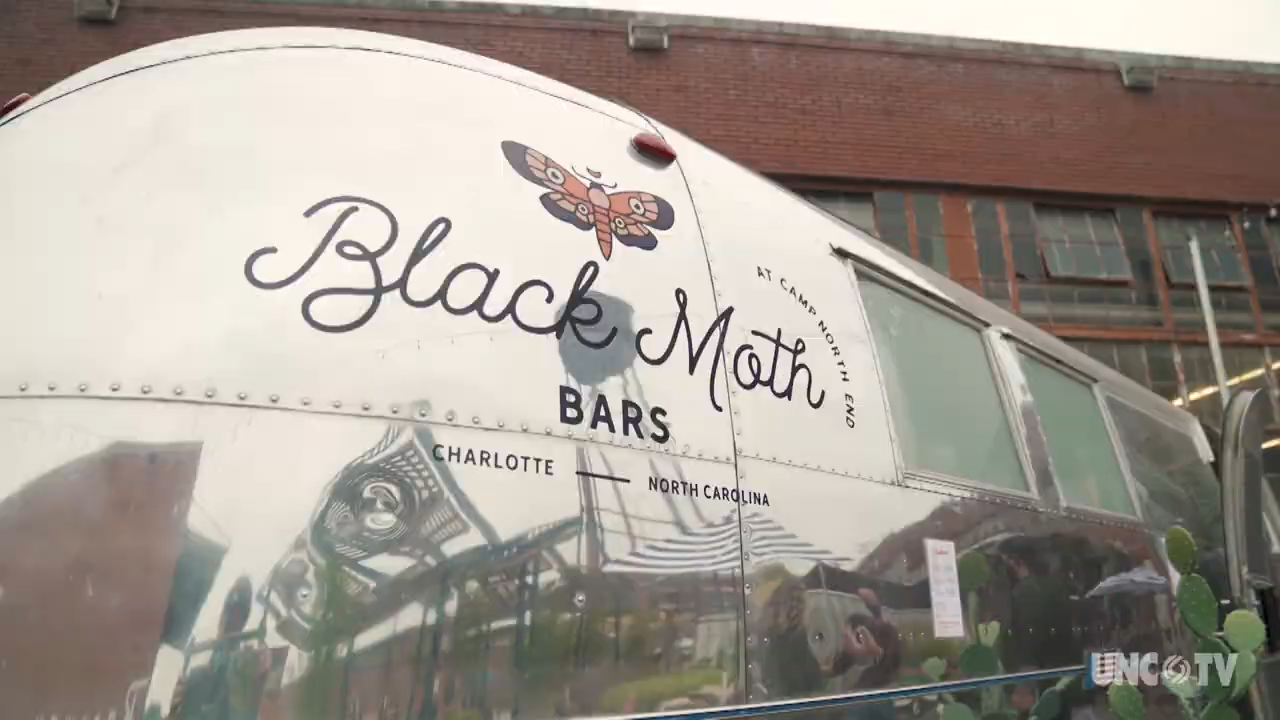 Black Moth
BARS
AT CAMP NORTH END
CHARLOTTE — NORTH CAROLINA
UNC TV